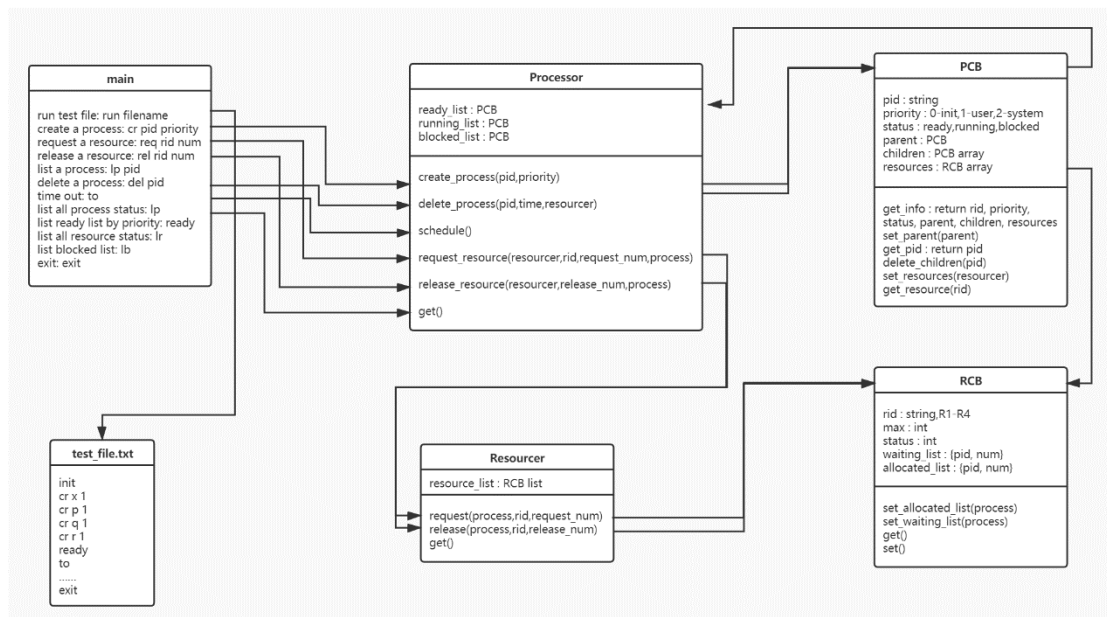 main
run test file: run filename
create a process: cr pid priority
request a resource: req rid num
release a resource: rel rid num
list a process: lp pid
delete a process: del pid
time out: to
list all process status: lp
list ready list by priority: ready
list all resource status: lr
list blocked list: lb
exit: exit
test_file.txt
init
cr x 1
cr p 1
cr q 1
cr r 1
ready
to
......
exit
Processor
ready_list : PCB
running_list : PCB
blocked_list : PCB
create_process(pid,priority)
delete_process(pid,time,resourcer)
schedule()
request_resource(resourcer,rid,request_num,process)
release_resource(resourcer,release_num,process)
get()
Resourcer
resource_list : RCB list
request(process,rid,request_num)
release(process,rid,release_num)
get()
PCB
pid : string
priority : 0-init,1-user,2-system
status : ready,running,blocked
parent : PCB
children : PCB array
resources : RCB array
get_info : return rid, priority,
status, parent, children, resources
set_parent(parent)
get_pid : return pid
delete_children(pid)
set_resources(resourcer)
get_resource(rid)
RCB
rid : string,R1-R4
max : int
status : int
waiting_list : (pid, num)
allocated_list : (pid, num)
set_allocated_list(process)
set_waiting_list(process)
get()
set()